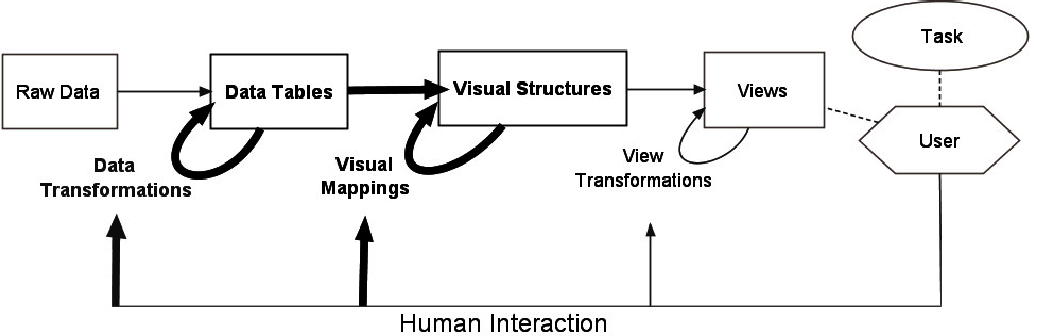 Task
Raw Data
Data Tables
Visual Structures
Views
User
Data
Transformations
Visual
Mappings
View
Transformations
Human Interaction